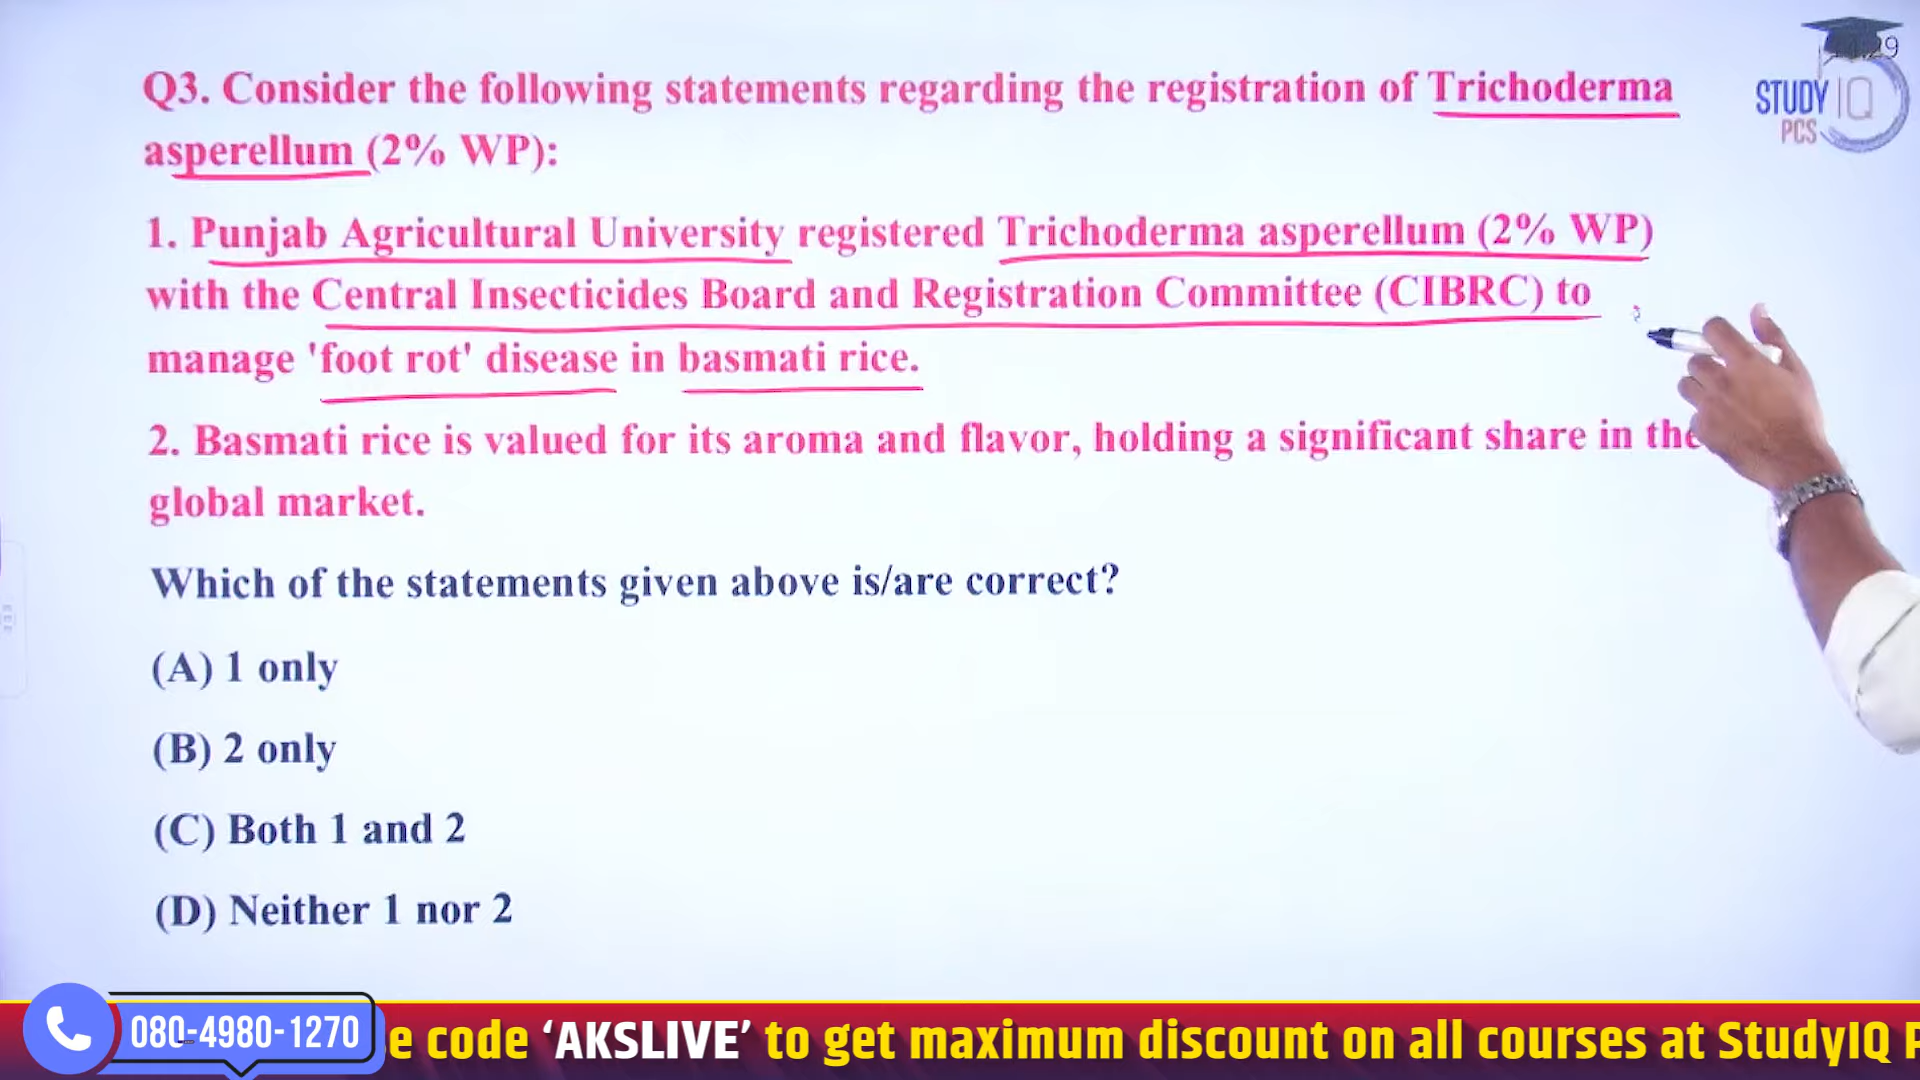 Q3. Consider the following statements regarding the registration of Trichoderma
asperellum (2% WP):
1. Punjab Agricultural University registered Trichoderma asperellum (2% WP)
with the Central Insecticides Board and Registration Committee (CIBRC) to
manage 'foot rot' disease in basmati rice.
2. Basmati rice is valued for its aroma and flavor, holding a significant share in the
global market.
Which of the statements given above is/are correct?
(A) 1 only
(B) 2 only
(C) Both 1 and 2
(D) Neither 1 nor 2
STUDY IQ
PCS
080-4980-1270
e code ‘AKSLIVE’ to get maximum discount on all courses at StudyIQ P